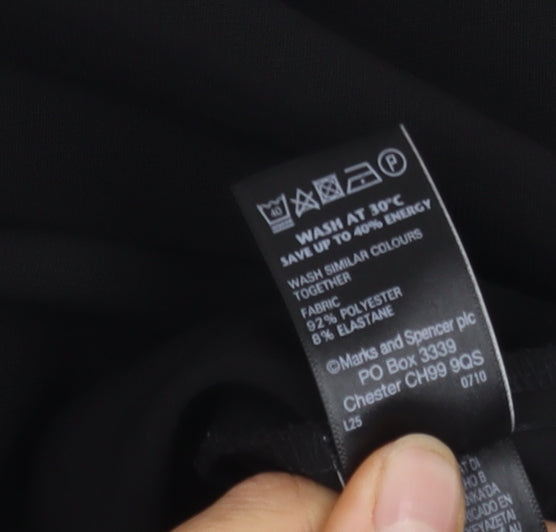 40
P
WASH AT 30°C
SAVE UP TO 40% ENERGY
WASH SIMILAR COLOURS
TOGETHER
FABRIC
92% POLYESTER
8% ELASTANE
©Marks and Spencer plc
PO Box 3339
Chester CH99 9QS
L25 0710